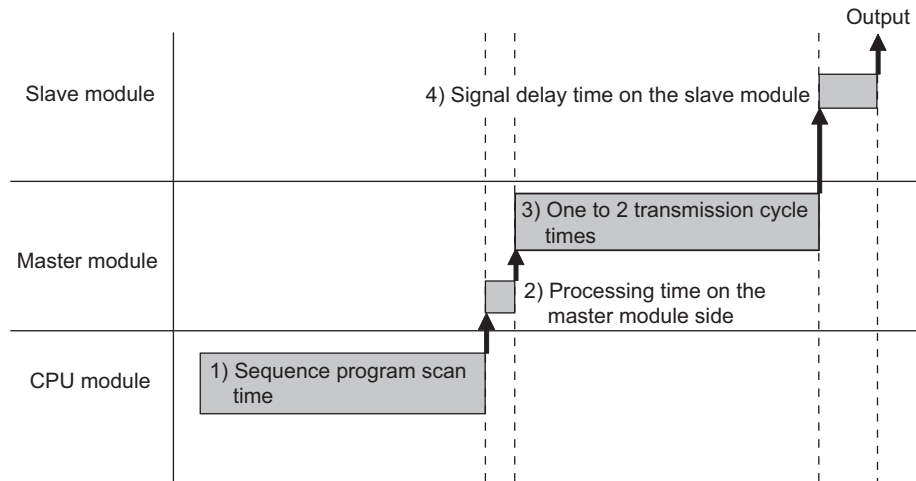 Output
Slave module
4) Signal delay time on the slave module
3) One to 2 transmission cycle
times
Master module
2) Processing time on the
master module side
1) Sequence program scan
time
CPU module